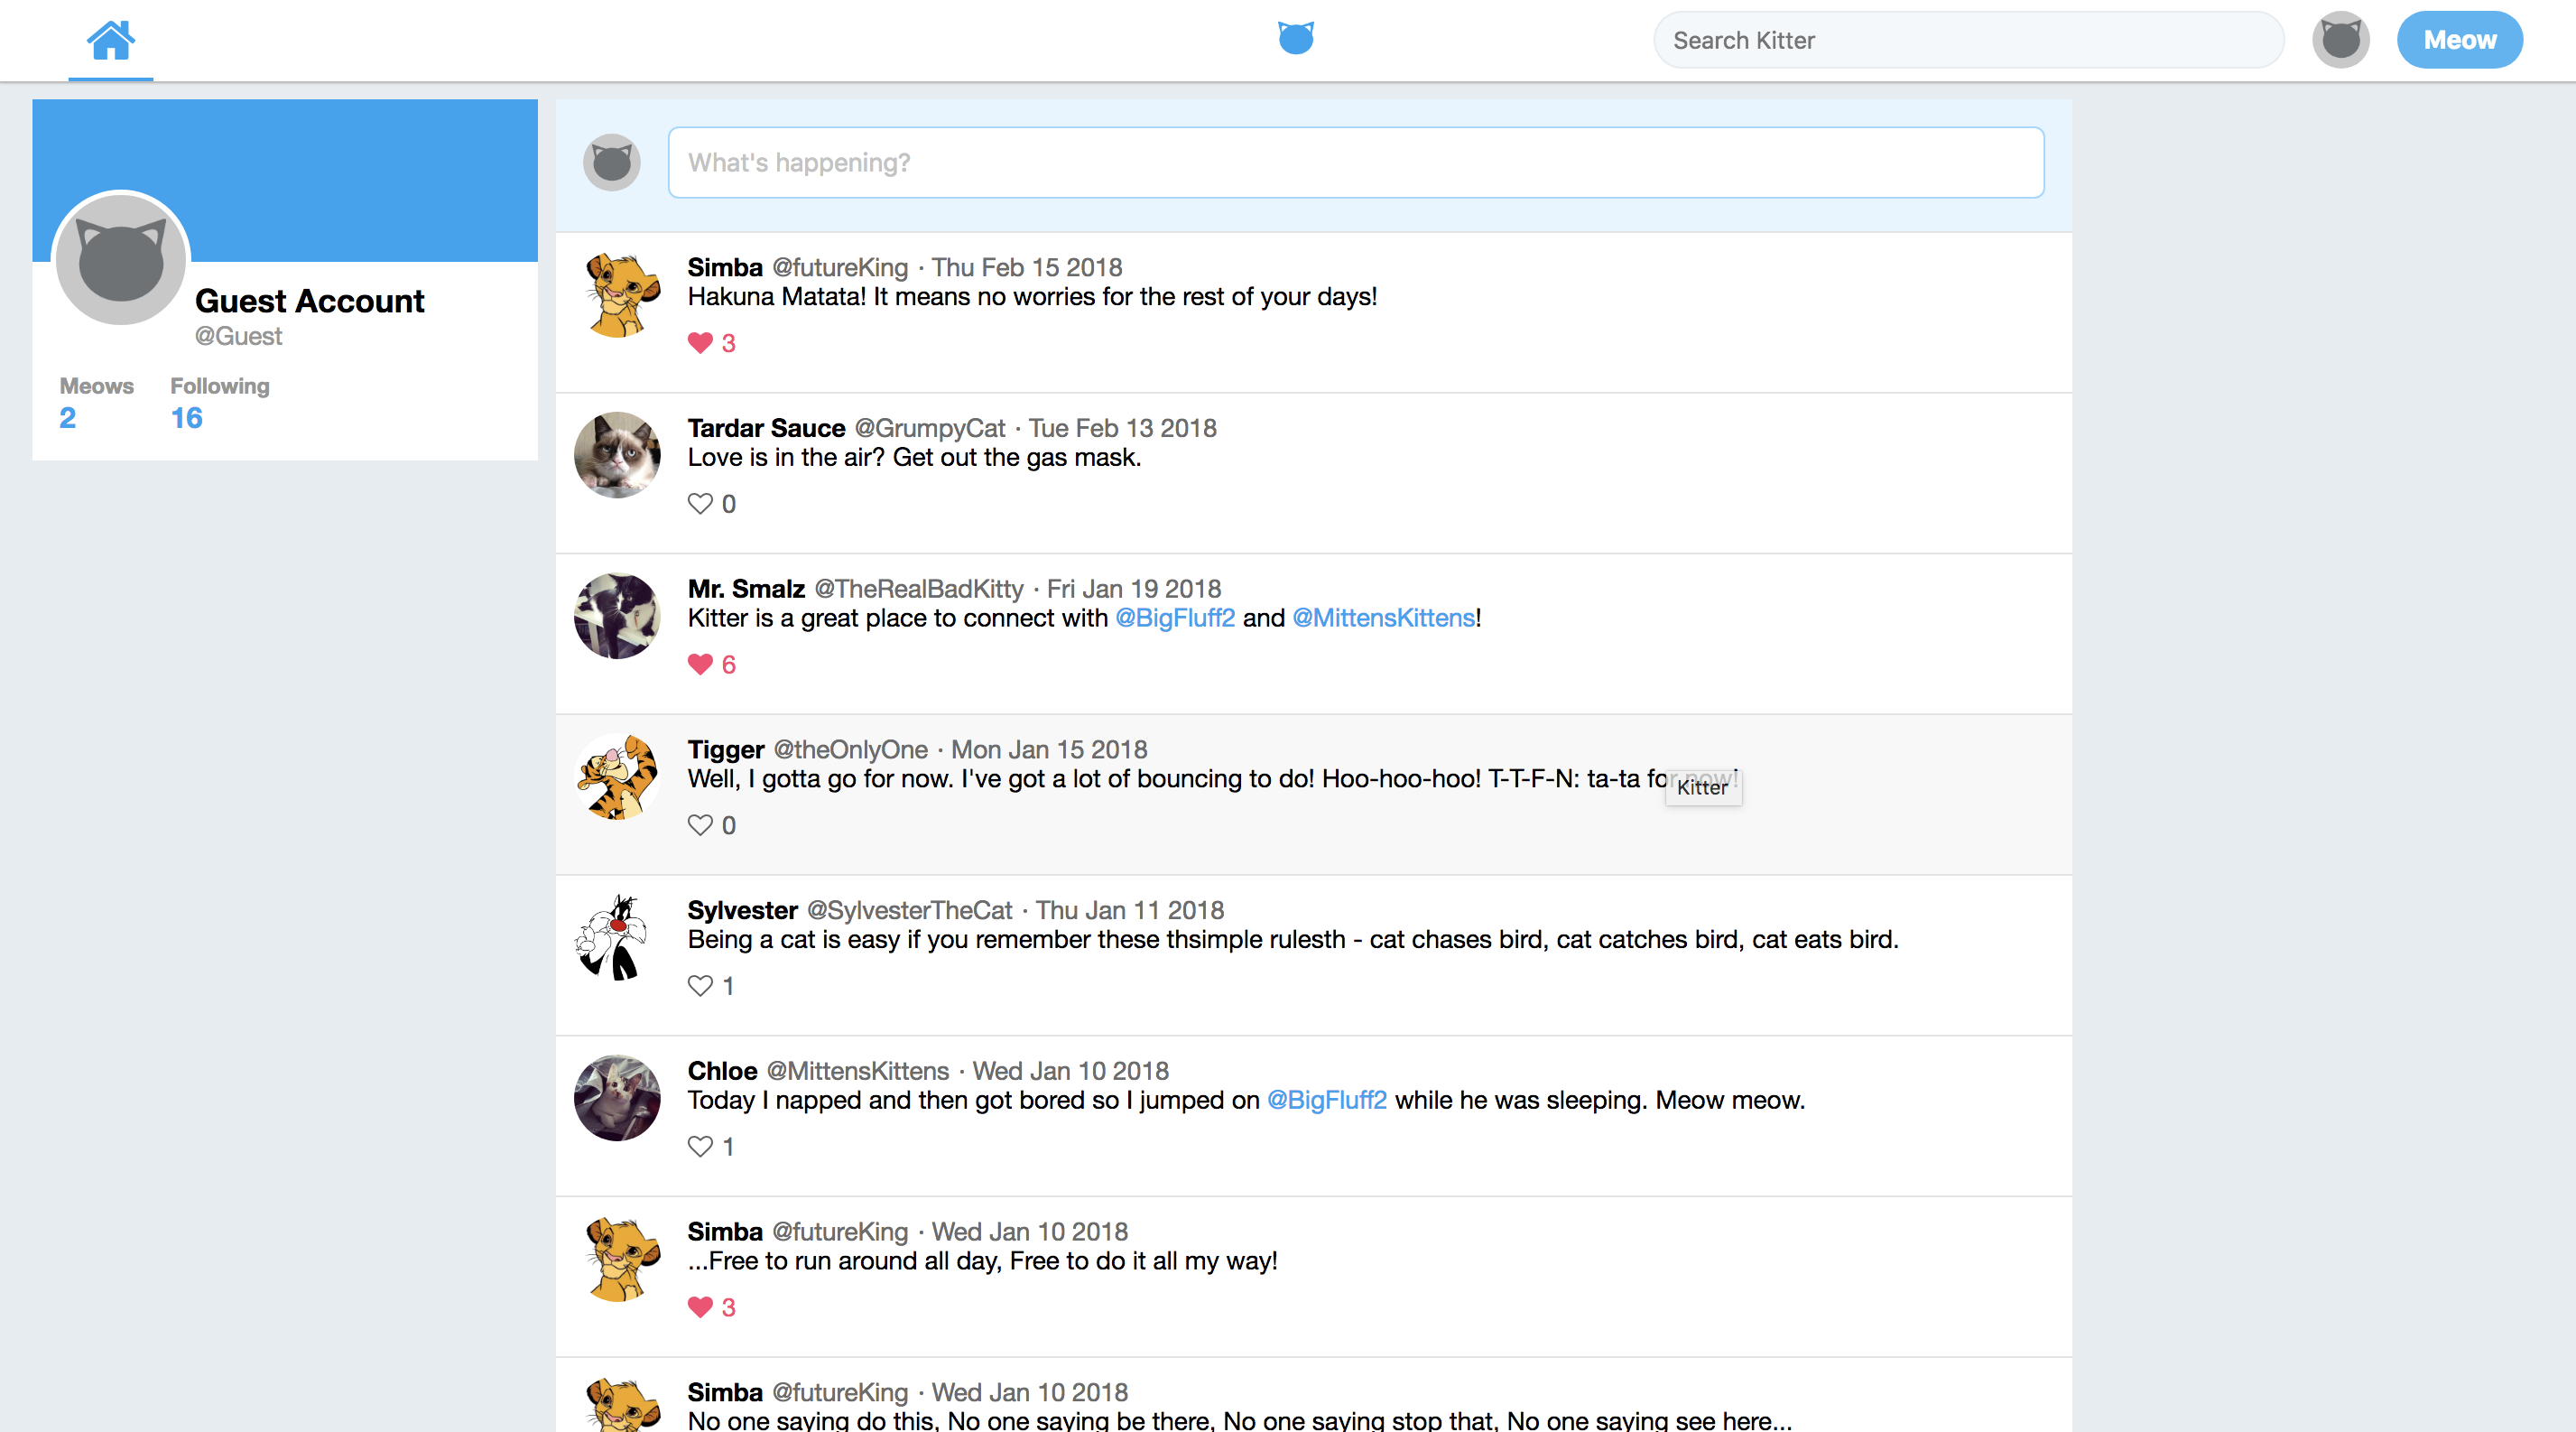 Search Kitter
Meow
Guest Account
@Guest
Meows Following
2 16
What's happening?
Simba @futureKing · Thu Feb 15 2018
Hakuna Matata! It means no worries for the rest of your days!
3
Tardar Sauce @GrumpyCat · Tue Feb 13 2018
Love is in the air? Get out the gas mask.
0
Mr. Smalz @TheRealBadKitty · Fri Jan 19 2018
Kitter is a great place to connect with @BigFluff2 and @MittensKittens!
6
Tigger @theOnlyOne · Mon Jan 15 2018
Well, I gotta go for now. I've got a lot of bouncing to do! Hoo-hoo-hoo! T-T-F-N: ta-ta for now!
Kitter
0
Sylvester @SylvesterTheCat · Thu Jan 11 2018
Being a cat is easy if you remember these thsimple rulesth - cat chases bird, cat catches bird, cat eats bird.
1
Chloe @MittensKittens · Wed Jan 10 2018
Today I napped and then got bored so I jumped on @BigFluff2 while he was sleeping. Meow meow.
1
Simba @futureKing · Wed Jan 10 2018
...Free to run around all day, Free to do it all my way!
3
Simba @futureKing · Wed Jan 10 2018
No one saying do this, No one saying be there, No one saying stop that, No one saying see here...